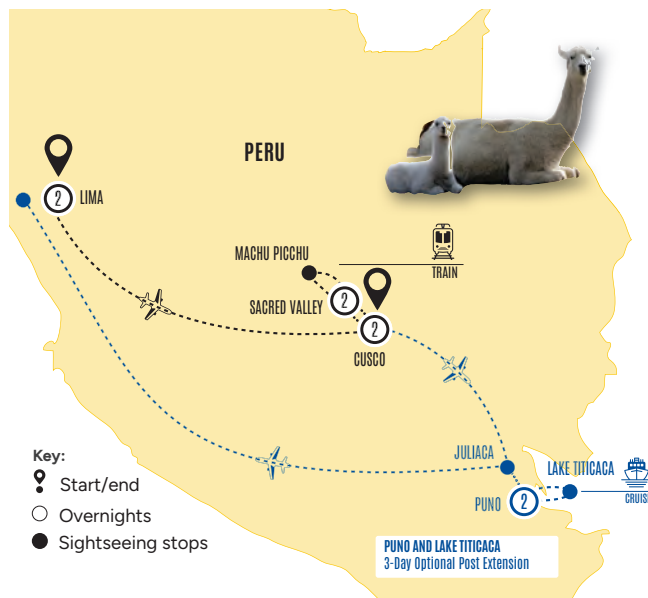 PERU
2
LIMA
MACHU PICCHU
TRAIN
SACRED VALLEY
2
2
CUSCO
JULIACA
LAKE TITICACA
PUNO
2
CRUIS
Key:
Start/end
Overnights
Sightseeing stops
PUNO AND LAKE TITICACA
3-Day Optional Post Extension